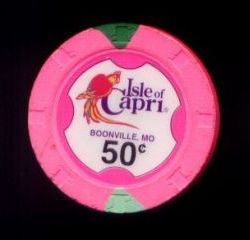 Isle of
Capri®
BOONVILLE, MO
50¢